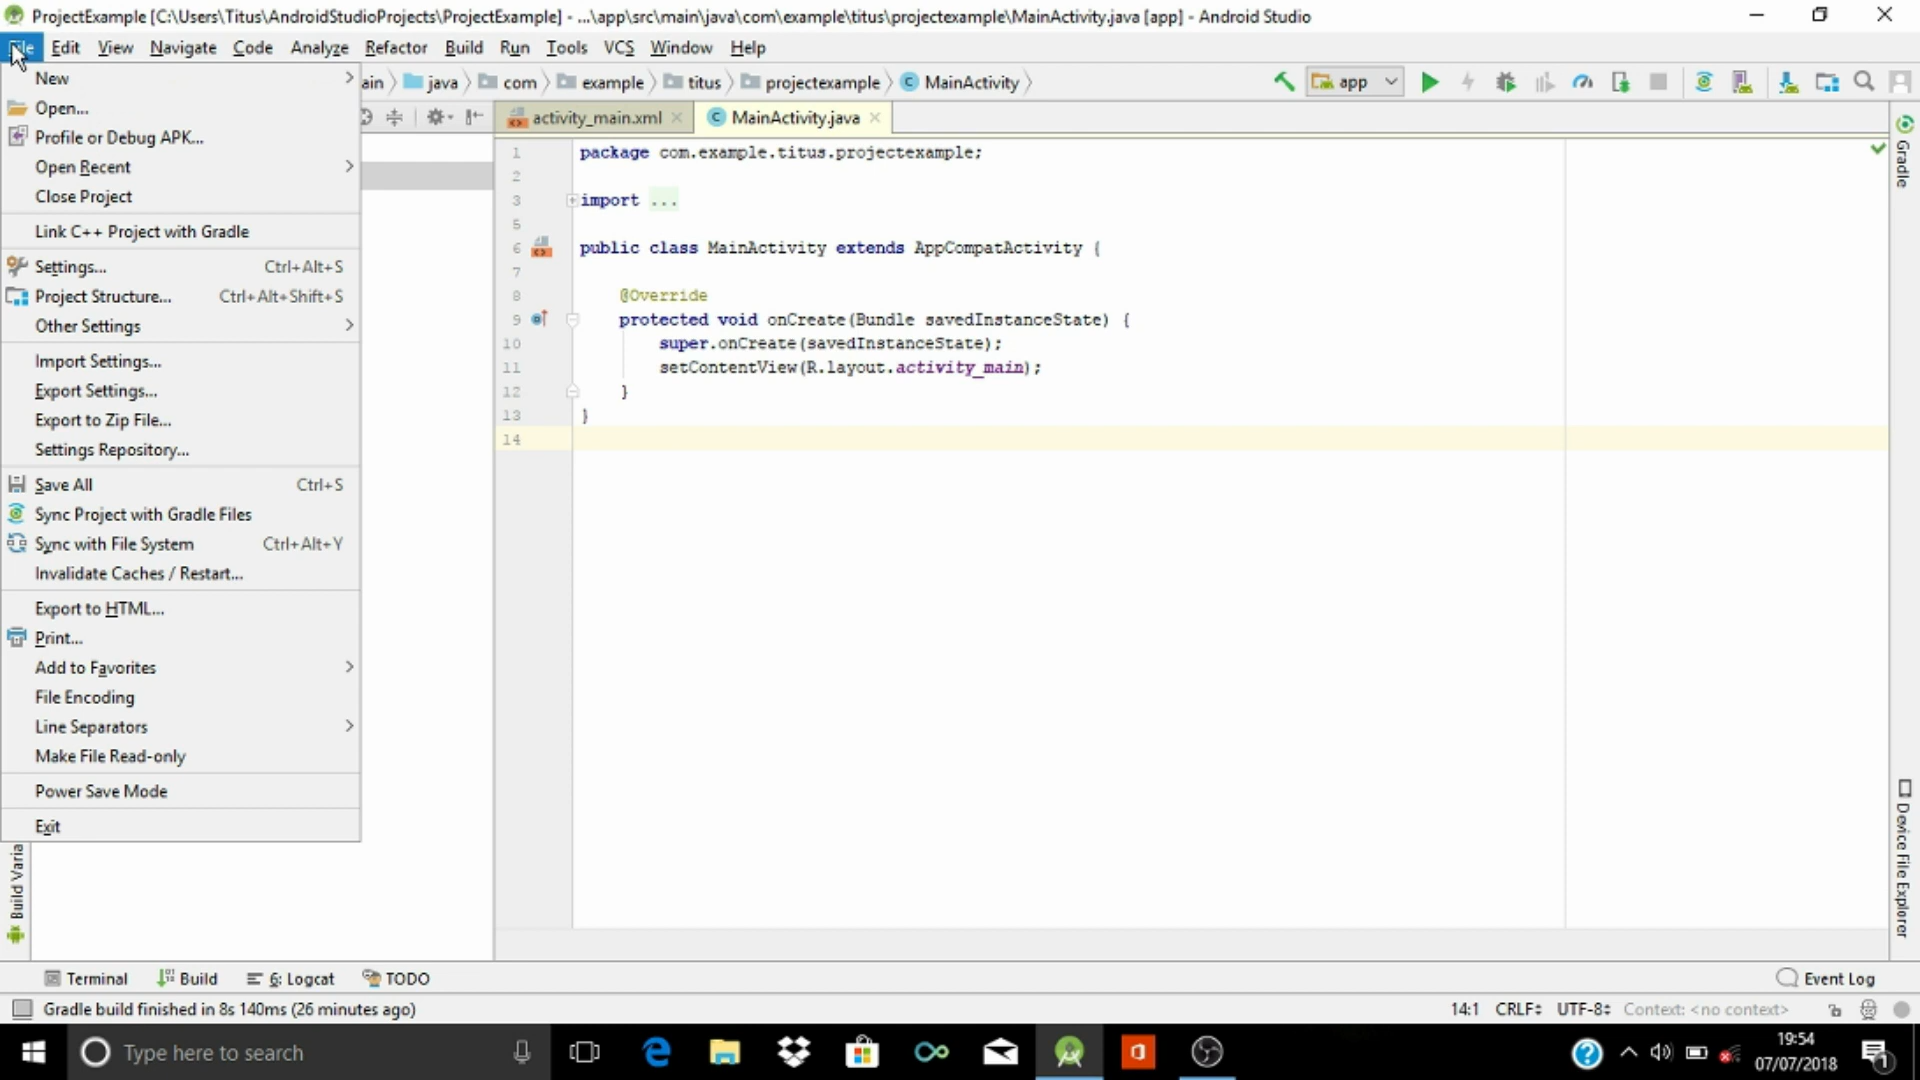 ProjectExample [C:\Users\Titus\AndroidStudioProjects\ProjectExample] - ...\app\src\main\java\com\example\titus\projectexample\MainActivity.java [app] - Android Studio
File Edit View Navigate Code Analyze Refactor Build Run Tools VCS Window Help
ain java com example titus projectexample MainActivity app
activity_main.xml MainActivity.java
New
Open...
Profile or Debug APK...
Open Recent
Close Project
Link C++ Project with Gradle
Settings... Ctrl+Alt+S
Project Structure... Ctrl+Alt+Shift+S
Other Settings
Import Settings...
Export Settings...
Export to Zip File...
Settings Repository...
Save All Ctrl+S
Sync Project with Gradle Files
Sync with File System Ctrl+Alt+Y
Invalidate Caches / Restart...
Export to HTML...
Print...
Add to Favorites
File Encoding
Line Separators
Make File Read-only
Power Save Mode
Exit
Build Varia
1 package com.example.titus.projectexample;
2
3 import ...
5
6 public class MainActivity extends AppCompatActivity {
7
8 @Override
9 protected void onCreate(Bundle savedInstanceState) {
10 super.onCreate(savedInstanceState);
11 setContentView(R.layout.activity_main);
12 }
13 }
14
Gradle
Device File Explorer
Terminal Build 6: Logcat TODO Event Log
Gradle build finished in 8s 140ms (26 minutes ago) 14:1 CRLF UTF-8 Context: <no context>
Type here to search
19:54
07/07/2018
1